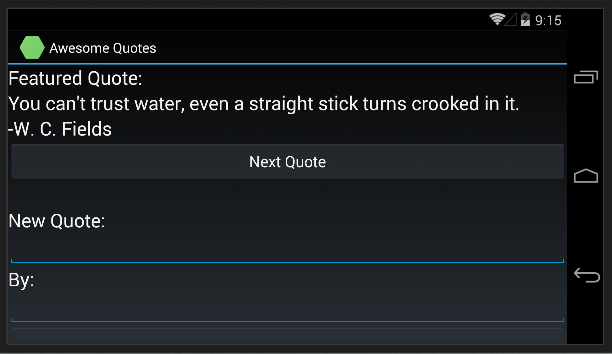 9:15
Awesome Quotes
Featured Quote:
You can't trust water, even a straight stick turns crooked in it.
-W. C. Fields
Next Quote
New Quote:
By: